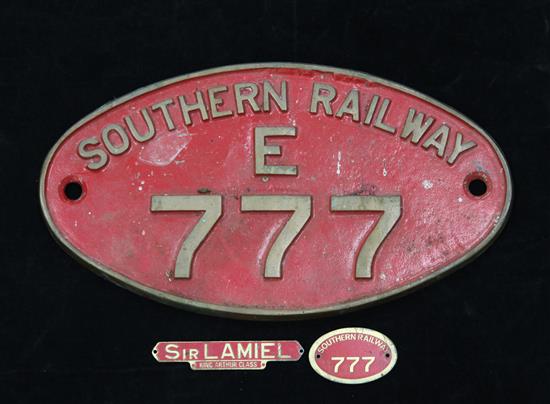 SOUTHERN RAILWAY
E
777
SIR LAMIEL
KING ARTHUR CLASS
SOUTHERN RAILWAY
777